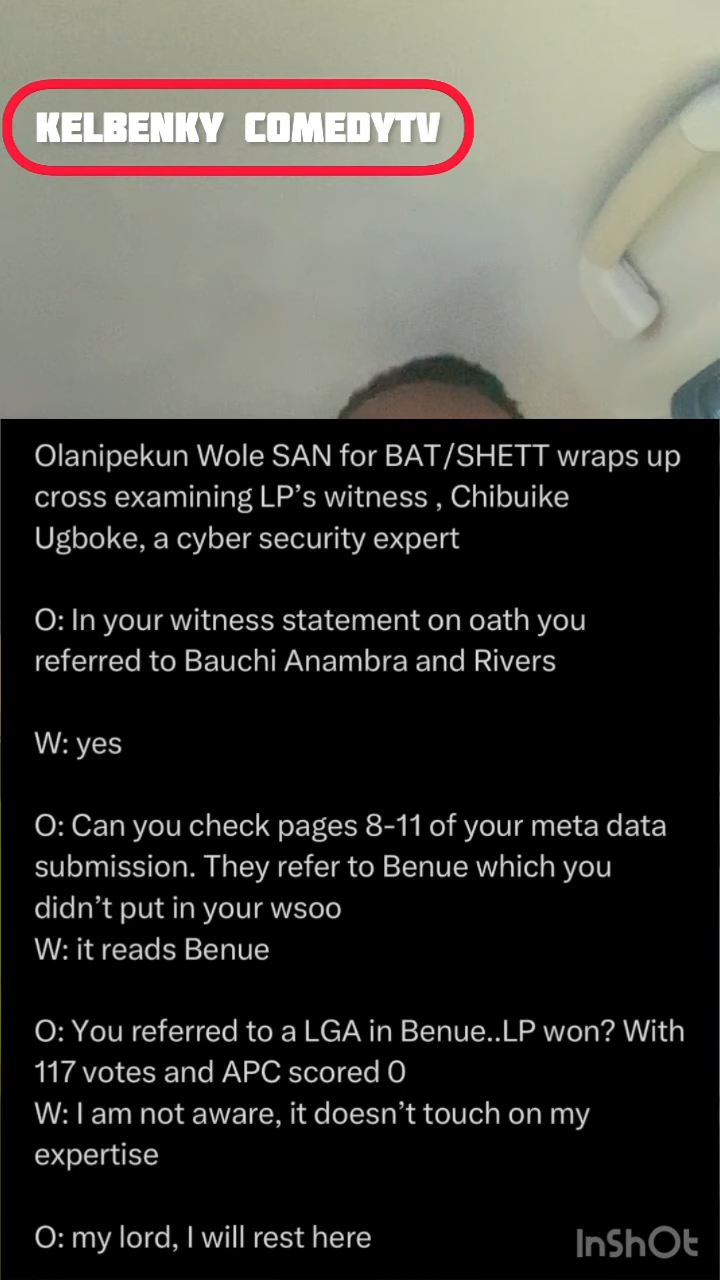 KELBENKY COMEDYTV
Olanipekun Wole SAN for BAT/SHETT wraps up
cross examining LP’s witness , Chibuike
Ugboke, a cyber security expert
O: In your witness statement on oath you
referred to Bauchi Anambra and Rivers
W: yes
O: Can you check pages 8-11 of your meta data
submission. They refer to Benue which you
didn’t put in your wsoo
W: it reads Benue
O: You referred to a LGA in Benue..LP won? With
117 votes and APC scored 0
W: I am not aware, it doesn’t touch on my
expertise
O: my lord, I will rest here
InShOt